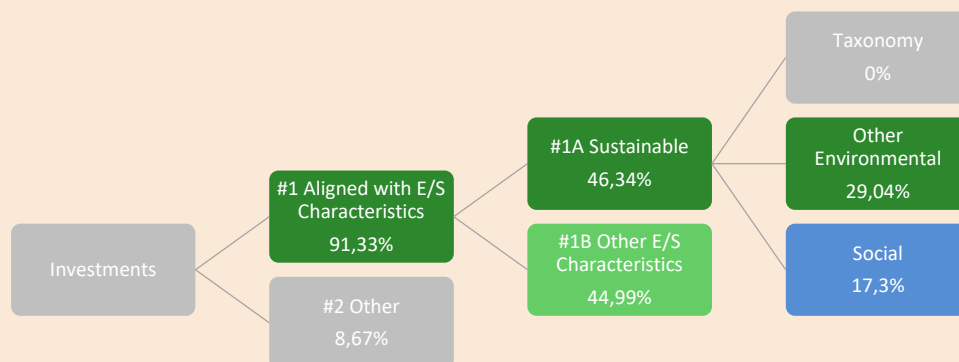 Investments
#1 Aligned with E/S
Characteristics
91,33%
#2 Other
8,67%
#1A Sustainable
46,34%
#1B Other E/S
Characteristics
44,99%
Taxonomy
0%
Other
Environmental
29,04%
Social
17,3%